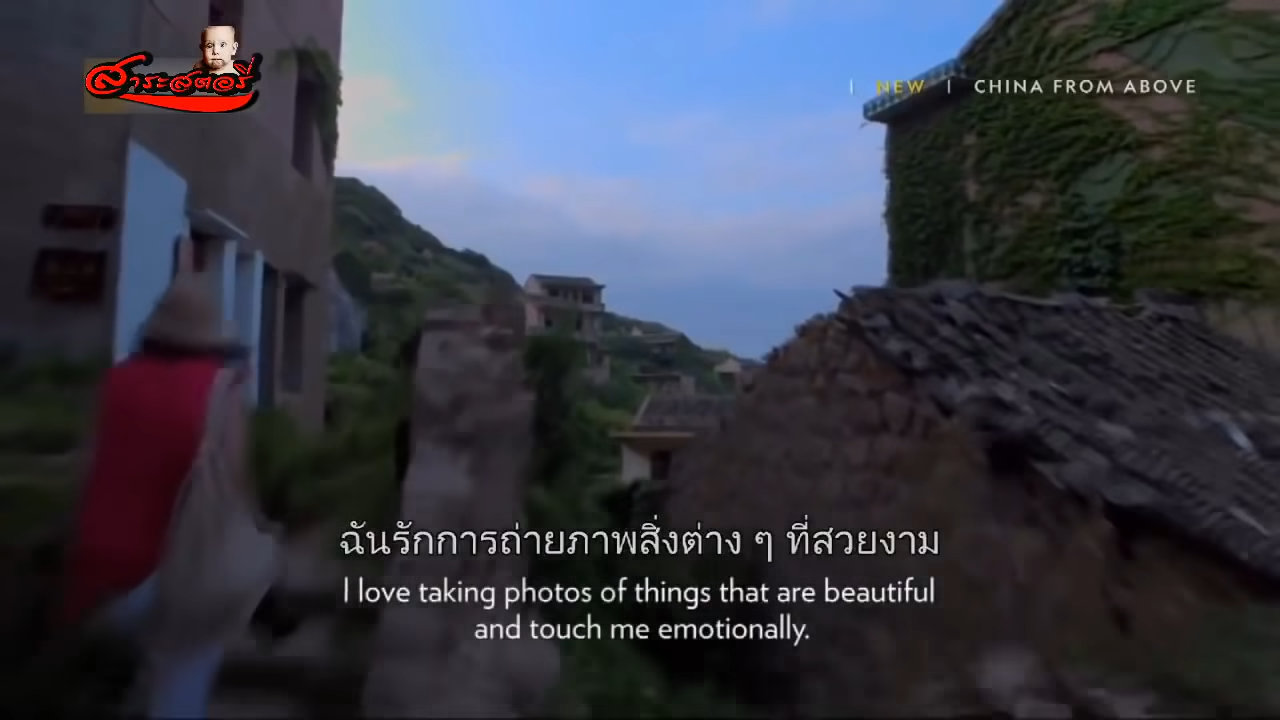 สาระสตอรี่
| NEW | CHINA FROM ABOVE
ฉันรักการถ่ายภาพสิ่งต่าง ๆ ที่สวยงาม
I love taking photos of things that are beautiful
and touch me emotionally.